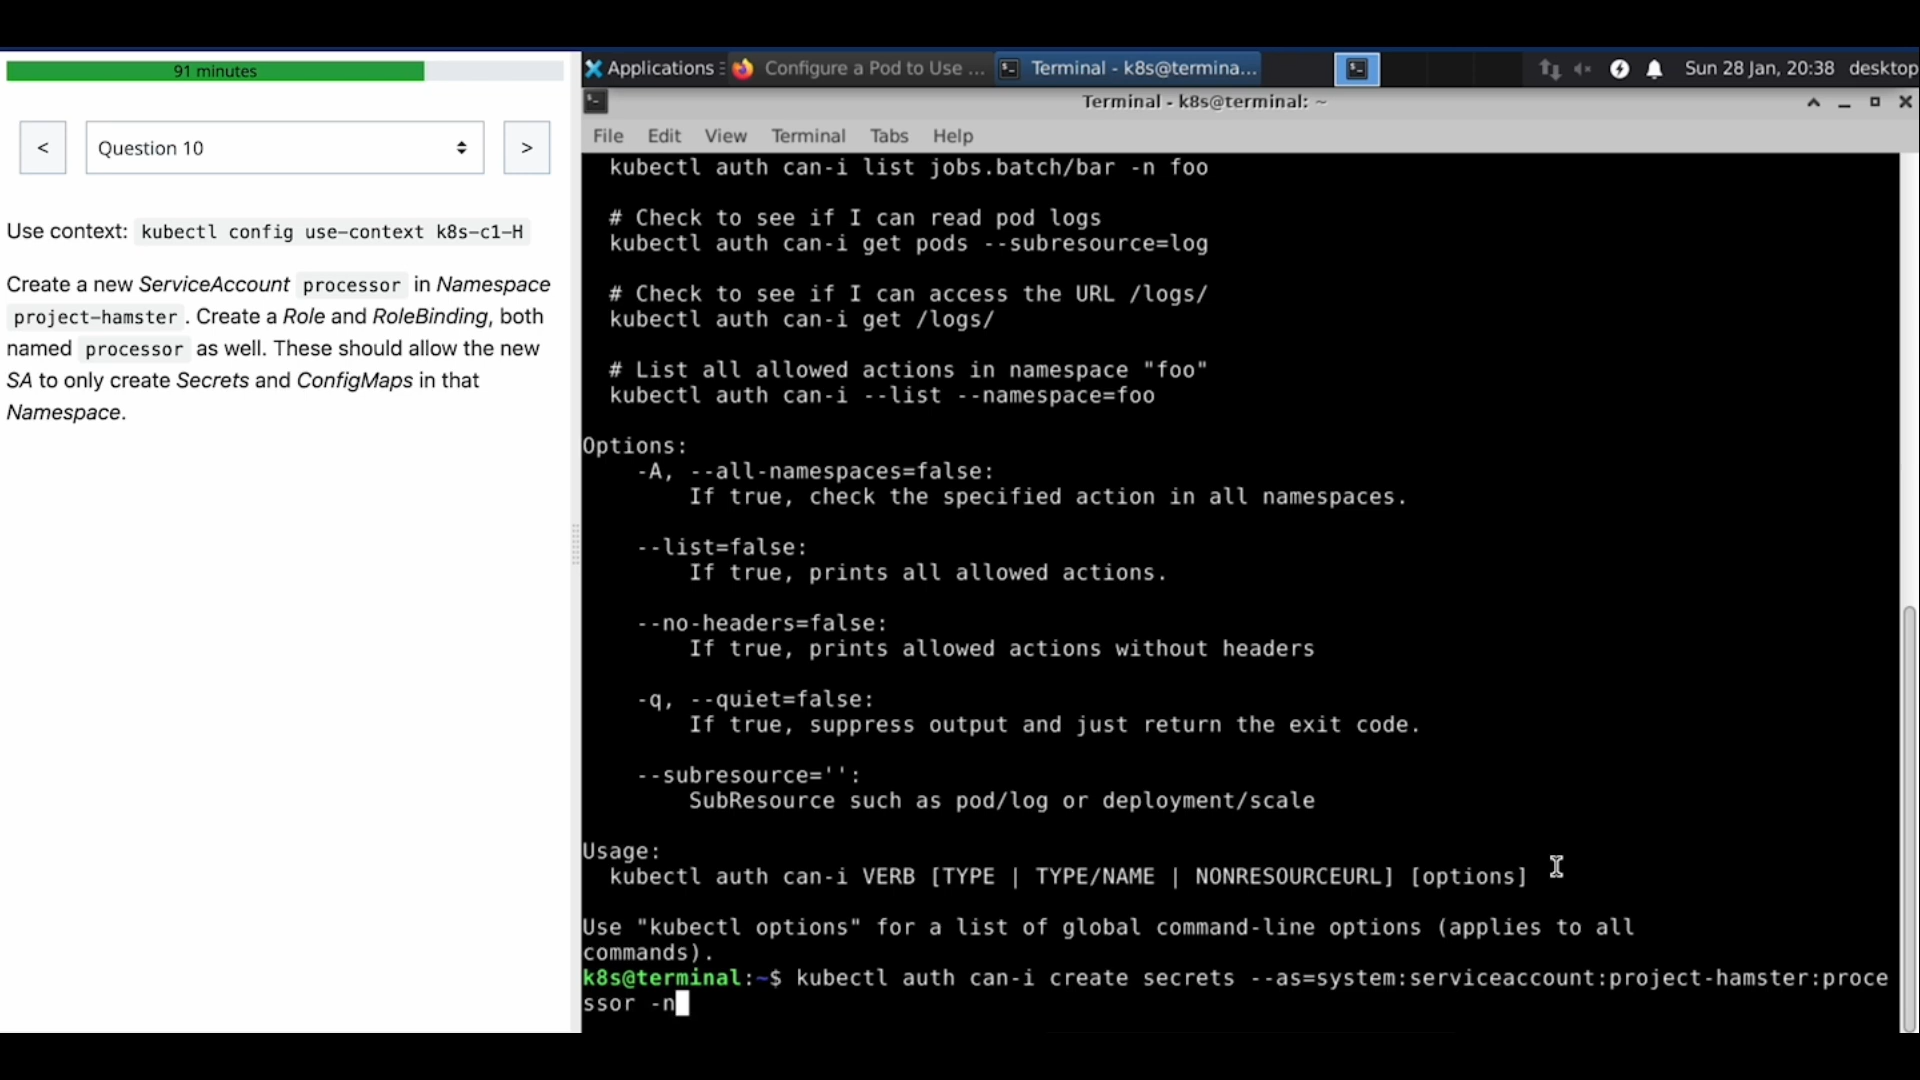 91 minutes
<
Question 10
>
Use context: kubectl config use-context k8s-c1-H
Create a new ServiceAccount processor in Namespace
project-hamster . Create a Role and RoleBinding, both
named processor as well. These should allow the new
SA to only create Secrets and ConfigMaps in that
Namespace.
Applications
Configure a Pod to Use ...
Terminal - k8s@termina...
Sun 28 Jan, 20:38
desktop
Terminal - k8s@terminal: ~
File Edit View Terminal Tabs Help
kubectl auth can-i list jobs.batch/bar -n foo
# Check to see if I can read pod logs
kubectl auth can-i get pods --subresource=log
# Check to see if I can access the URL /logs/
kubectl auth can-i get /logs/
# List all allowed actions in namespace "foo"
kubectl auth can-i --list --namespace=foo
Options:
-A, --all-namespaces=false:
If true, check the specified action in all namespaces.
--list=false:
If true, prints all allowed actions.
--no-headers=false:
If true, prints allowed actions without headers
-q, --quiet=false:
If true, suppress output and just return the exit code.
--subresource='':
SubResource such as pod/log or deployment/scale
Usage:
kubectl auth can-i VERB [TYPE | TYPE/NAME | NONRESOURCEURL] [options]
Use "kubectl options" for a list of global command-line options (applies to all
commands).
k8s@terminal:~$ kubectl auth can-i create secrets --as=system:serviceaccount:project-hamster:proce
ssor -n